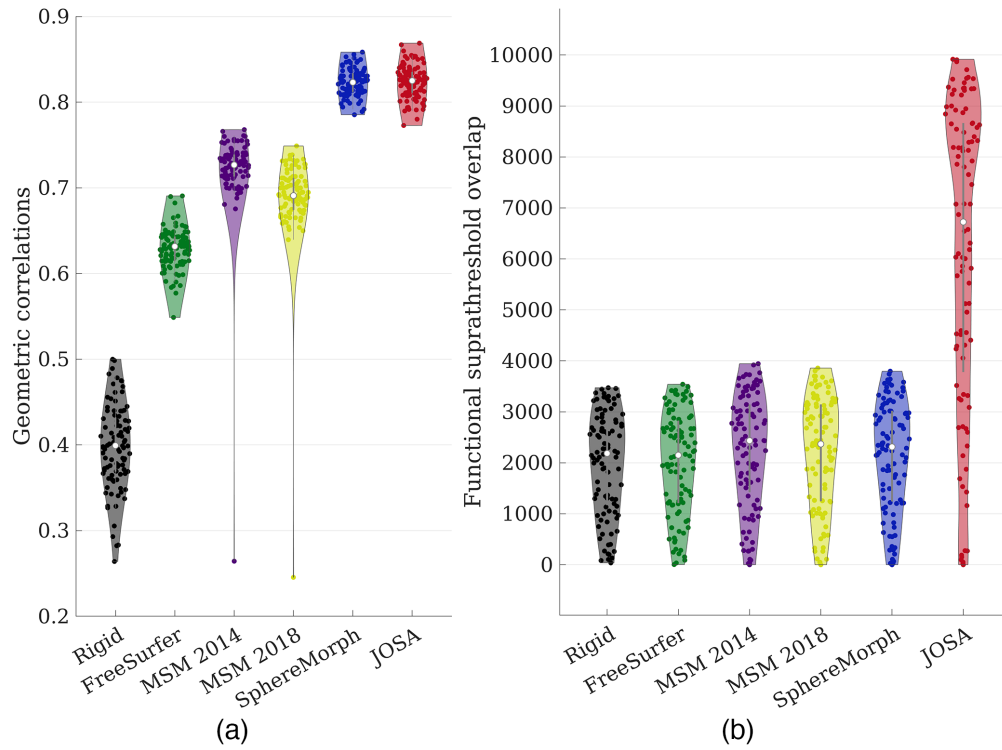 Geometric correlations
0.9
0.8
0.7
0.6
0.5
0.4
0.3
0.2
Rigid
FreeSurfer
MSM 2014
MSM 2018
SphereMorph
JOSA
(a)
Functional suprathreshold overlap
10000
9000
8000
7000
6000
5000
4000
3000
2000
1000
0
Rigid
FreeSurfer
MSM 2014
MSM 2018
SphereMorph
JOSA
(b)